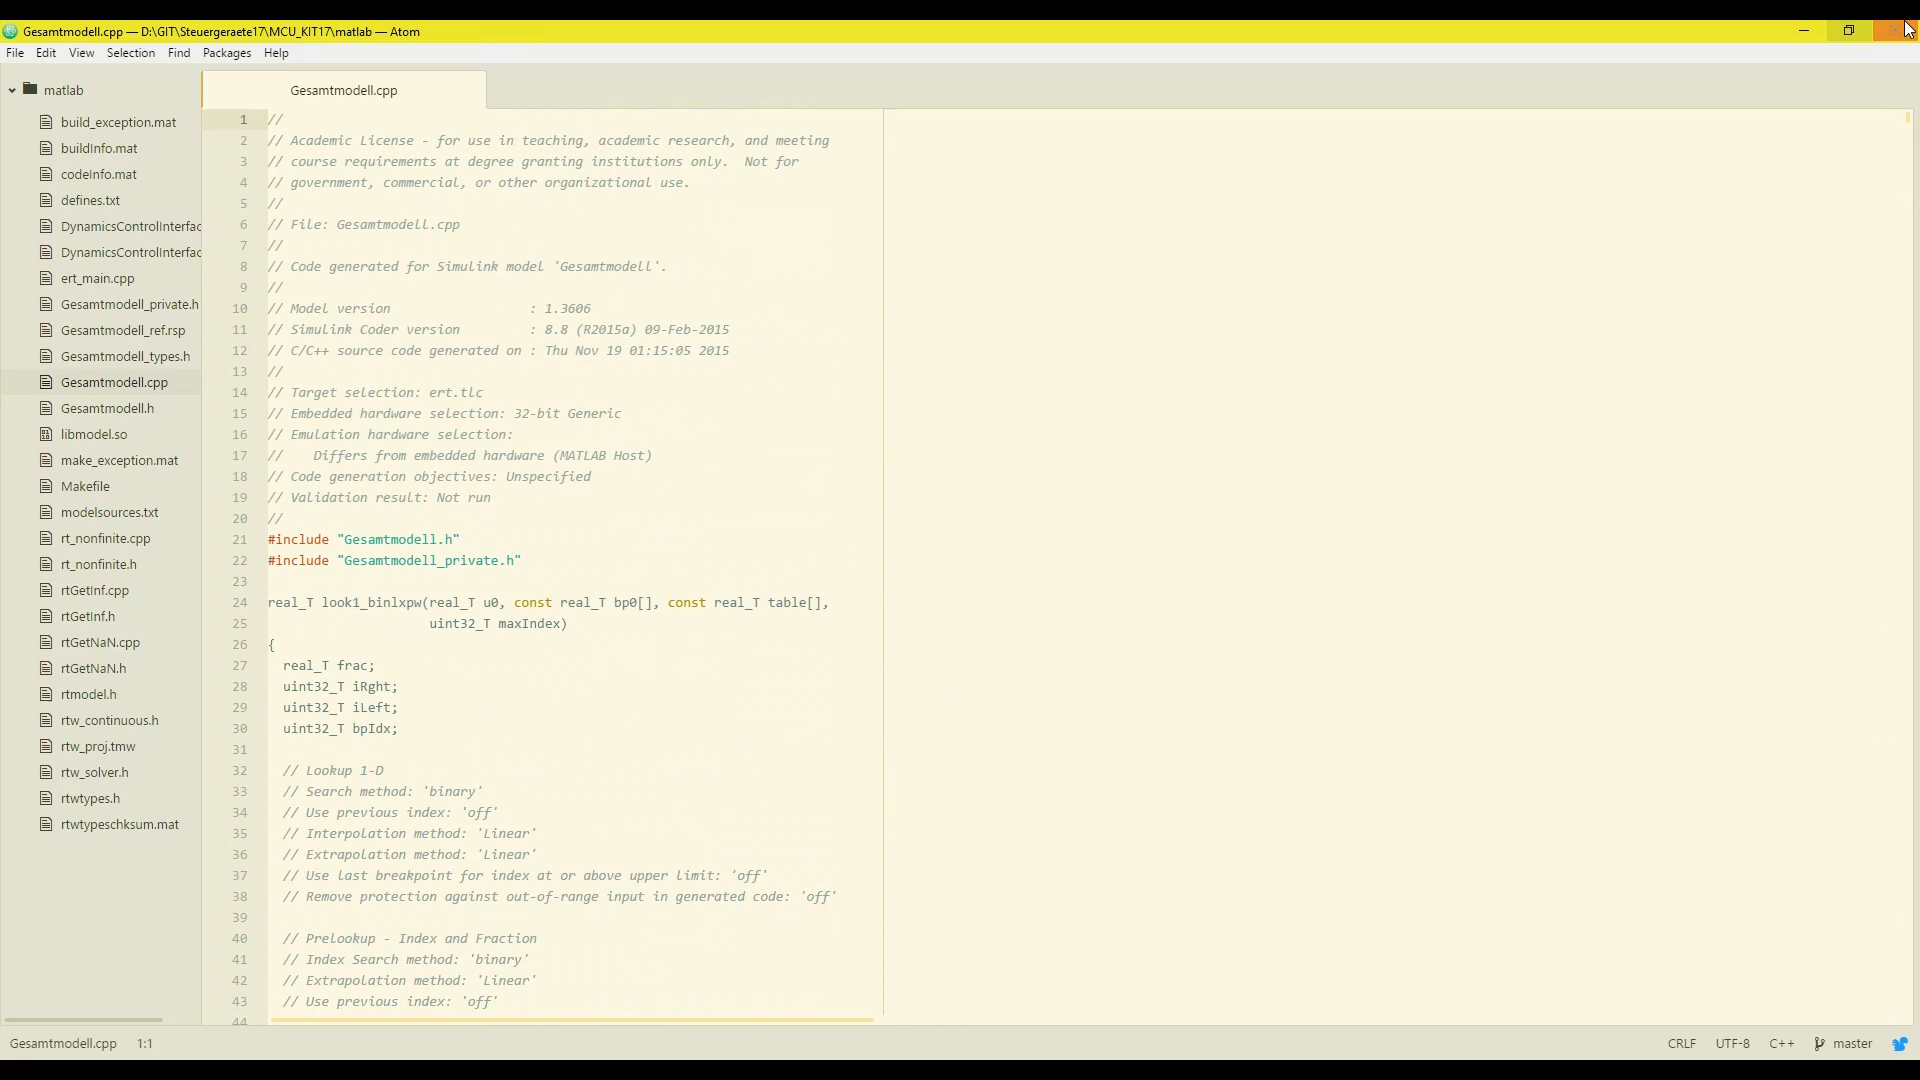 Gesamtmodell.cpp — D:\GIT\Steuergeraete17\MCU_KIT17\matlab — Atom
File Edit View Selection Find Packages Help
matlab
build_exception.mat
buildInfo.mat
codeInfo.mat
defines.txt
DynamicsControlInterfac
DynamicsControlInterfac
ert_main.cpp
Gesamtmodell_private.h
Gesamtmodell_ref.rsp
Gesamtmodell_types.h
Gesamtmodell.cpp
Gesamtmodell.h
libmodel.so
make_exception.mat
Makefile
modelsources.txt
rt_nonfinite.cpp
rt_nonfinite.h
rtGetInf.cpp
rtGetInf.h
rtGetNaN.cpp
rtGetNaN.h
rtmodel.h
rtw_continuous.h
rtw_proj.tmw
rtw_solver.h
rtwtypes.h
rtwtypeschksum.mat
Gesamtmodell.cpp
1 //
2 // Academic License - for use in teaching, academic research, and meeting
3 // course requirements at degree granting institutions only.  Not for
4 // government, commercial, or other organizational use.
5 //
6 // File: Gesamtmodell.cpp
7 //
8 // Code generated for Simulink model 'Gesamtmodell'.
9 //
10 // Model version                  : 1.3606
11 // Simulink Coder version         : 8.8 (R2015a) 09-Feb-2015
12 // C/C++ source code generated on : Thu Nov 19 01:15:05 2015
13 //
14 // Target selection: ert.tlc
15 // Embedded hardware selection: 32-bit Generic
16 // Emulation hardware selection:
17 //    Differs from embedded hardware (MATLAB Host)
18 // Code generation objectives: Unspecified
19 // Validation result: Not run
20 //
21 #include "Gesamtmodell.h"
22 #include "Gesamtmodell_private.h"
23
24 real_T look1_binlxpw(real_T u0, const real_T bp0[], const real_T table[],
25                      uint32_T maxIndex)
26 {
27   real_T frac;
28   uint32_T iRght;
29   uint32_T iLeft;
30   uint32_T bpIdx;
31
32   // Lookup 1-D
33   // Search method: 'binary'
34   // Use previous index: 'off'
35   // Interpolation method: 'Linear'
36   // Extrapolation method: 'Linear'
37   // Use last breakpoint for index at or above upper limit: 'off'
38   // Remove protection against out-of-range input in generated code: 'off'
39
40   // Prelookup - Index and Fraction
41   // Index Search method: 'binary'
42   // Extrapolation method: 'Linear'
43   // Use previous index: 'off'
44
Gesamtmodell.cpp 1:1 CRLF UTF-8 C++ master